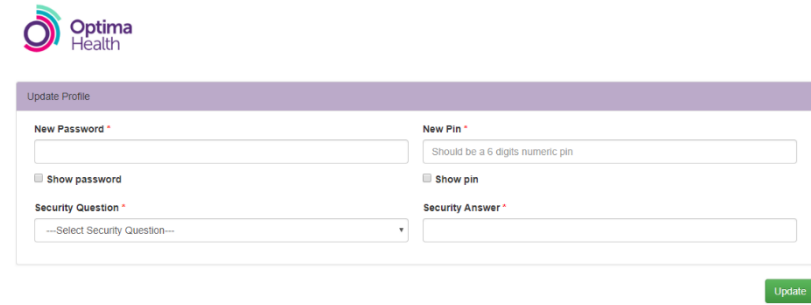 Optima
Health
Update Profile
New Password *
New Pin *
Should be a 6 digits numeric pin
Show password
Show pin
Security Question *
Security Answer *
---Select Security Question---
Update